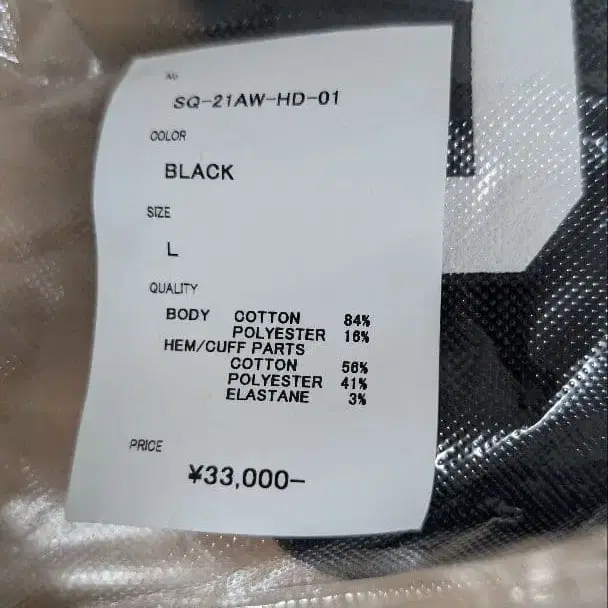 No
SQ-21AW-HD-01
COLOR
BLACK
SIZE
L
QUALITY
BODY COTTON 84%
POLYESTER 16%
HEM/CUFF PARTS
COTTON 56%
POLYESTER 41%
ELASTANE 3%
PRICE
¥33,000-